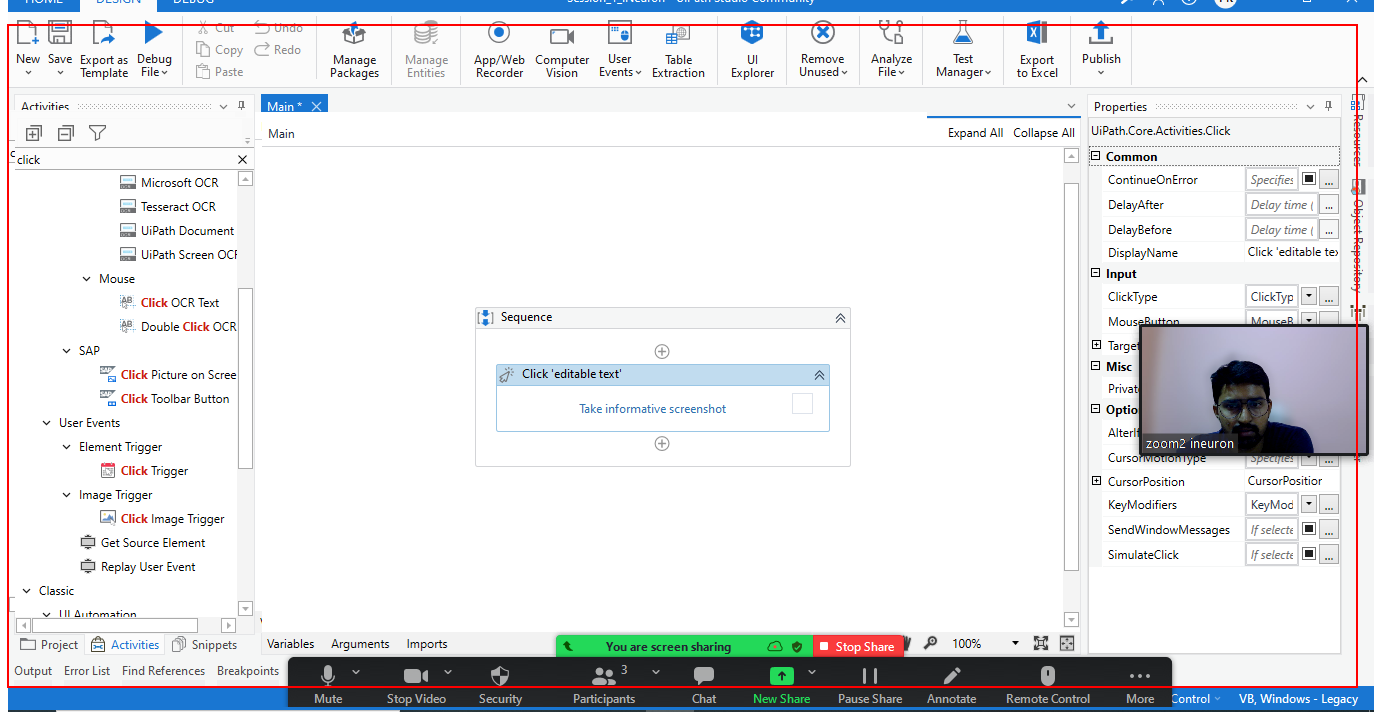 HOME DESIGN DEBUG
Session_1_iNeuron - UiPath Studio Community
New Save Export as Template Debug File
Cut Copy Paste Undo Redo
Manage Packages
Manage Entities
App/Web Recorder
Computer Vision
User Events
Table Extraction
UI Explorer
Remove Unused
Analyze File
Test Manager
Export to Excel
Publish
Activities
click
Microsoft OCR
Tesseract OCR
UiPath Document
UiPath Screen OCR
Mouse
Click OCR Text
Double Click OCR
SAP
Click Picture on Scree
Click Toolbar Button
User Events
Element Trigger
Click Trigger
Image Trigger
Click Image Trigger
Get Source Element
Replay User Event
Classic
UI Automation
Project Activities Snippets
Output Error List Find References Breakpoints
Main *
Main Expand All Collapse All
Sequence
Click 'editable text'
Take informative screenshot
Variables Arguments Imports
100%
Properties
UiPath.Core.Activities.Click
Common
ContinueOnError Specifies ...
DelayAfter Delay time ( ...
DelayBefore Delay time ( ...
DisplayName Click 'editable tex
Input
ClickType ClickTyp ...
MouseButton MouseB
Target
Misc
Privat
Optio
AlterIf
CursorMotionType Specifies ...
CursorPosition CursorPosition
KeyModifiers KeyMod ...
SendWindowMessages If selecte ...
SimulateClick If selecte ...
Resources
Object Repository
zoom2 ineuron
You are screen sharing Stop Share
Mute Stop Video Security Participants 3 Chat New Share Pause Share Annotate Remote Control More
Control VB, Windows - Legacy